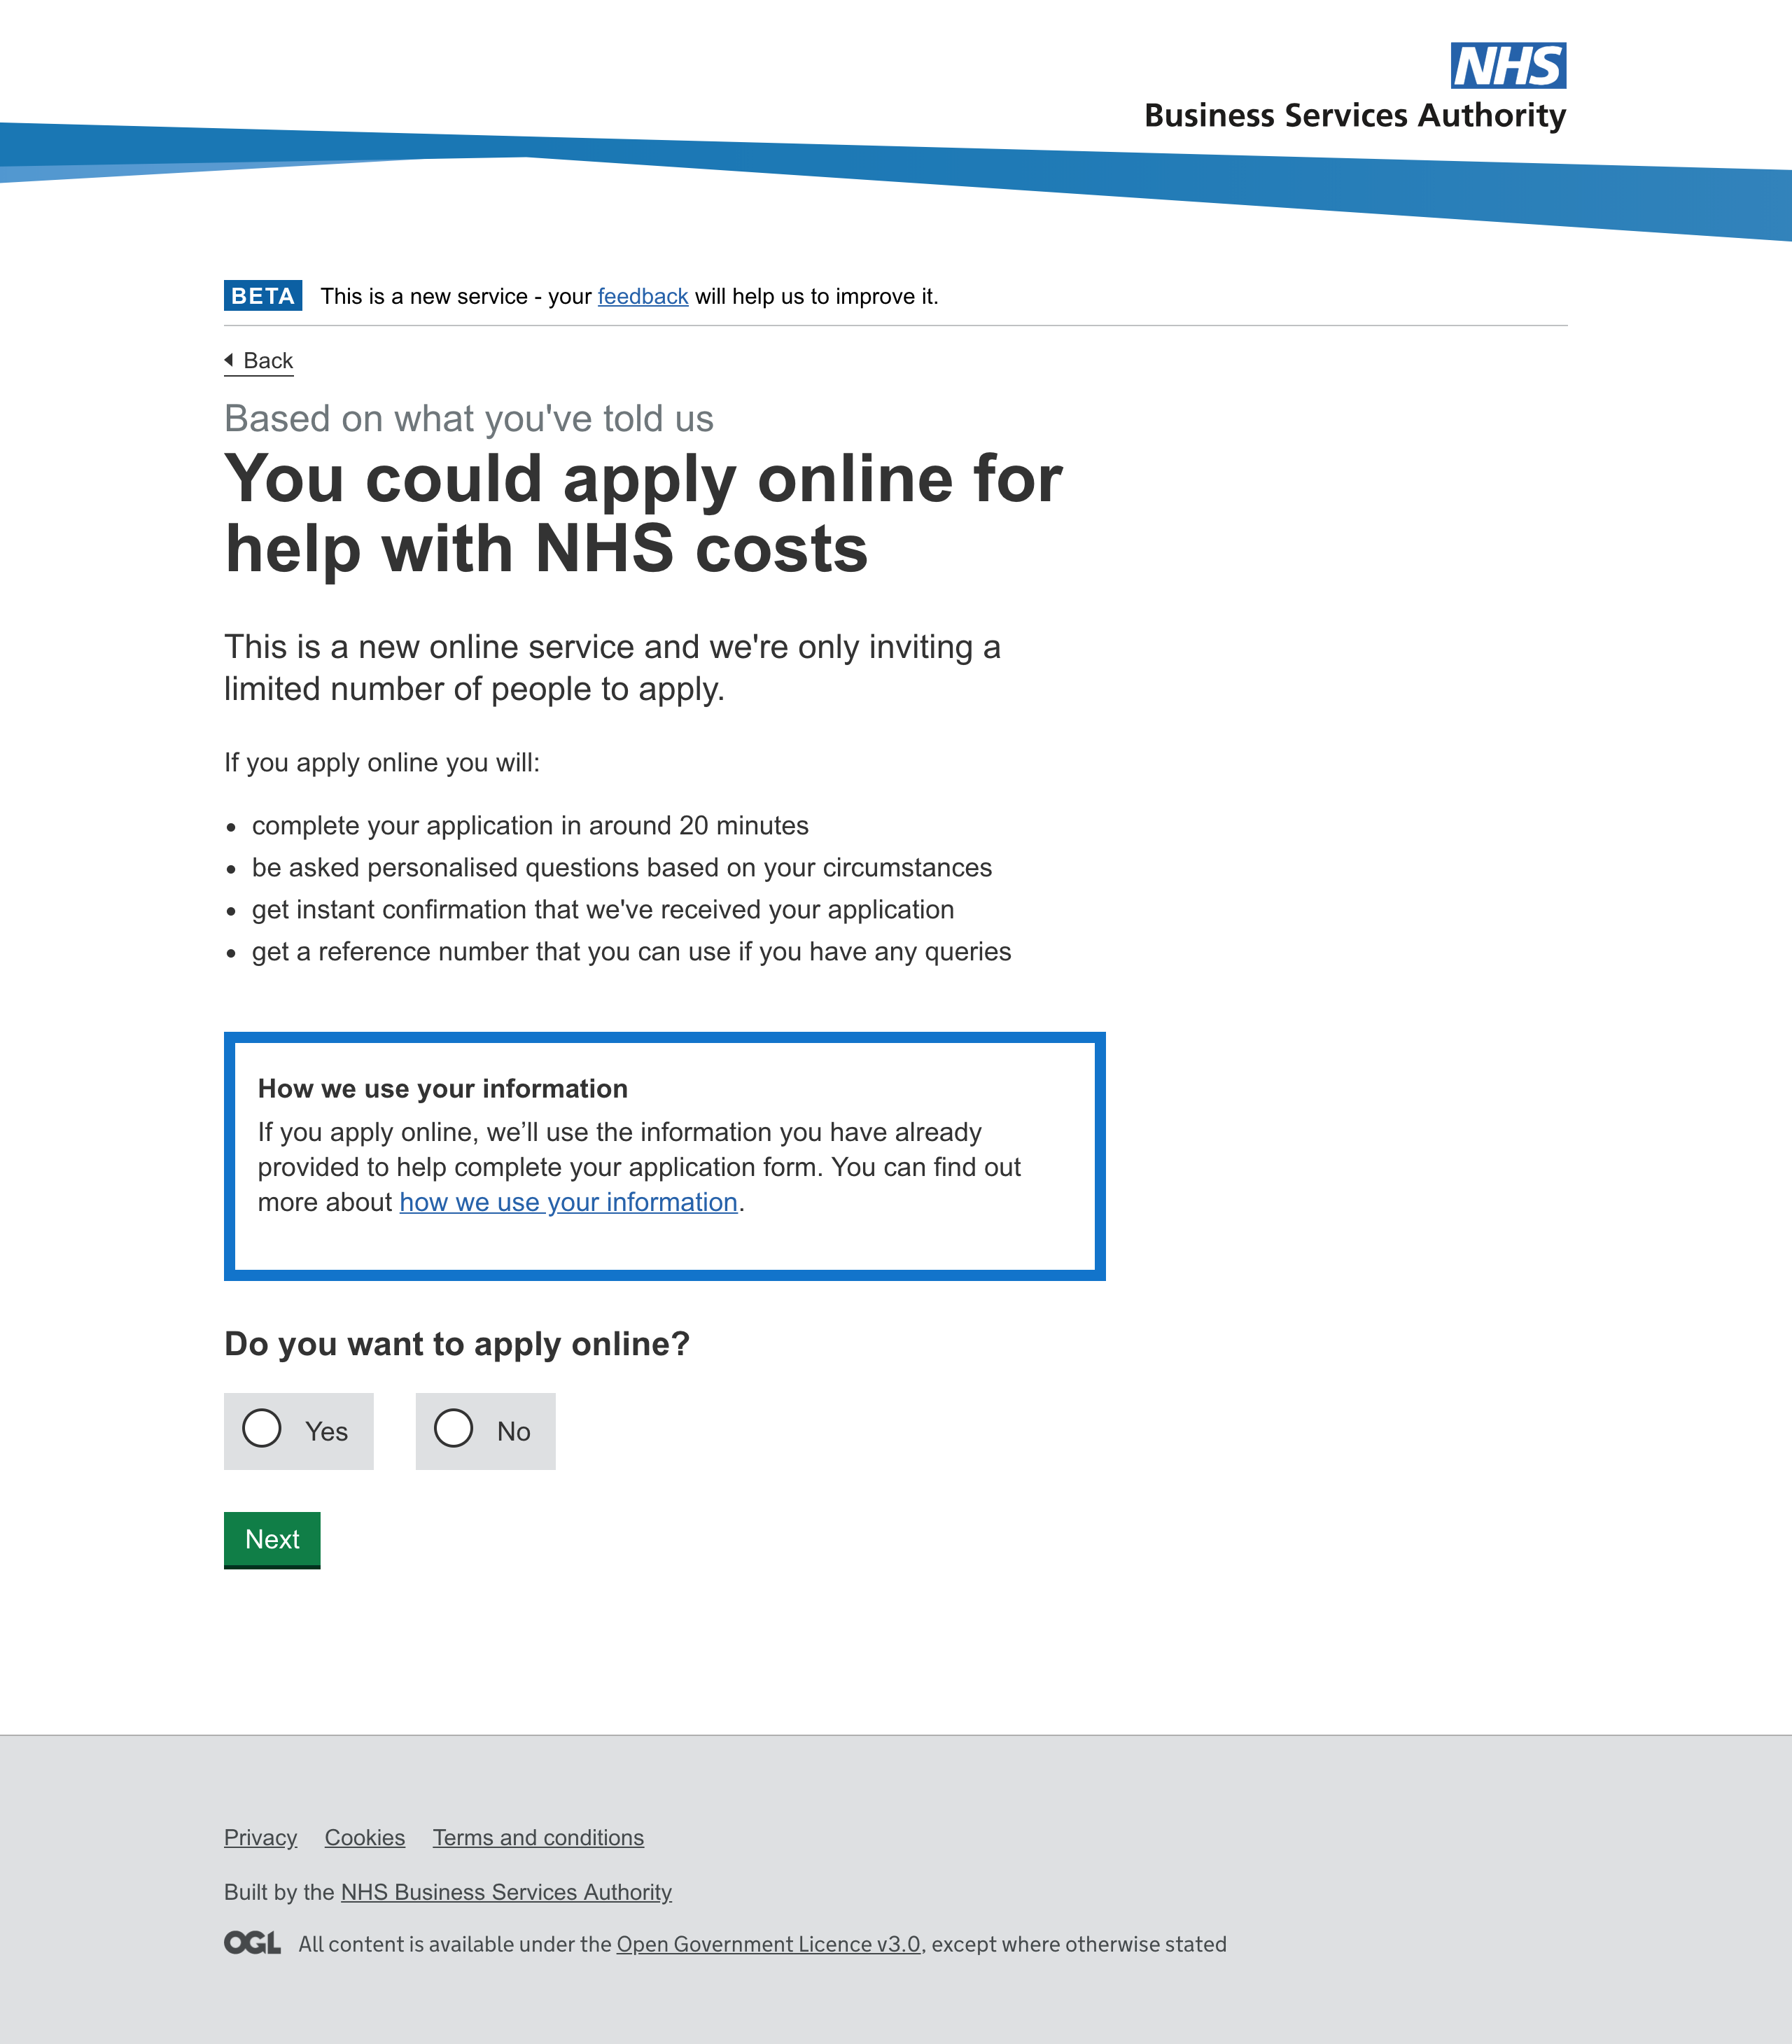 NHS
Business Services Authority
BETA This is a new service - your feedback will help us to improve it.
Back
Based on what you've told us
You could apply online for
help with NHS costs
This is a new online service and we're only inviting a
limited number of people to apply.
If you apply online you will:
• complete your application in around 20 minutes
• be asked personalised questions based on your circumstances
• get instant confirmation that we've received your application
• get a reference number that you can use if you have any queries
How we use your information
If you apply online, we’ll use the information you have already
provided to help complete your application form. You can find out
more about how we use your information.
Do you want to apply online?
Yes No
Next
Privacy Cookies Terms and conditions
Built by the NHS Business Services Authority
OGL All content is available under the Open Government Licence v3.0, except where otherwise stated